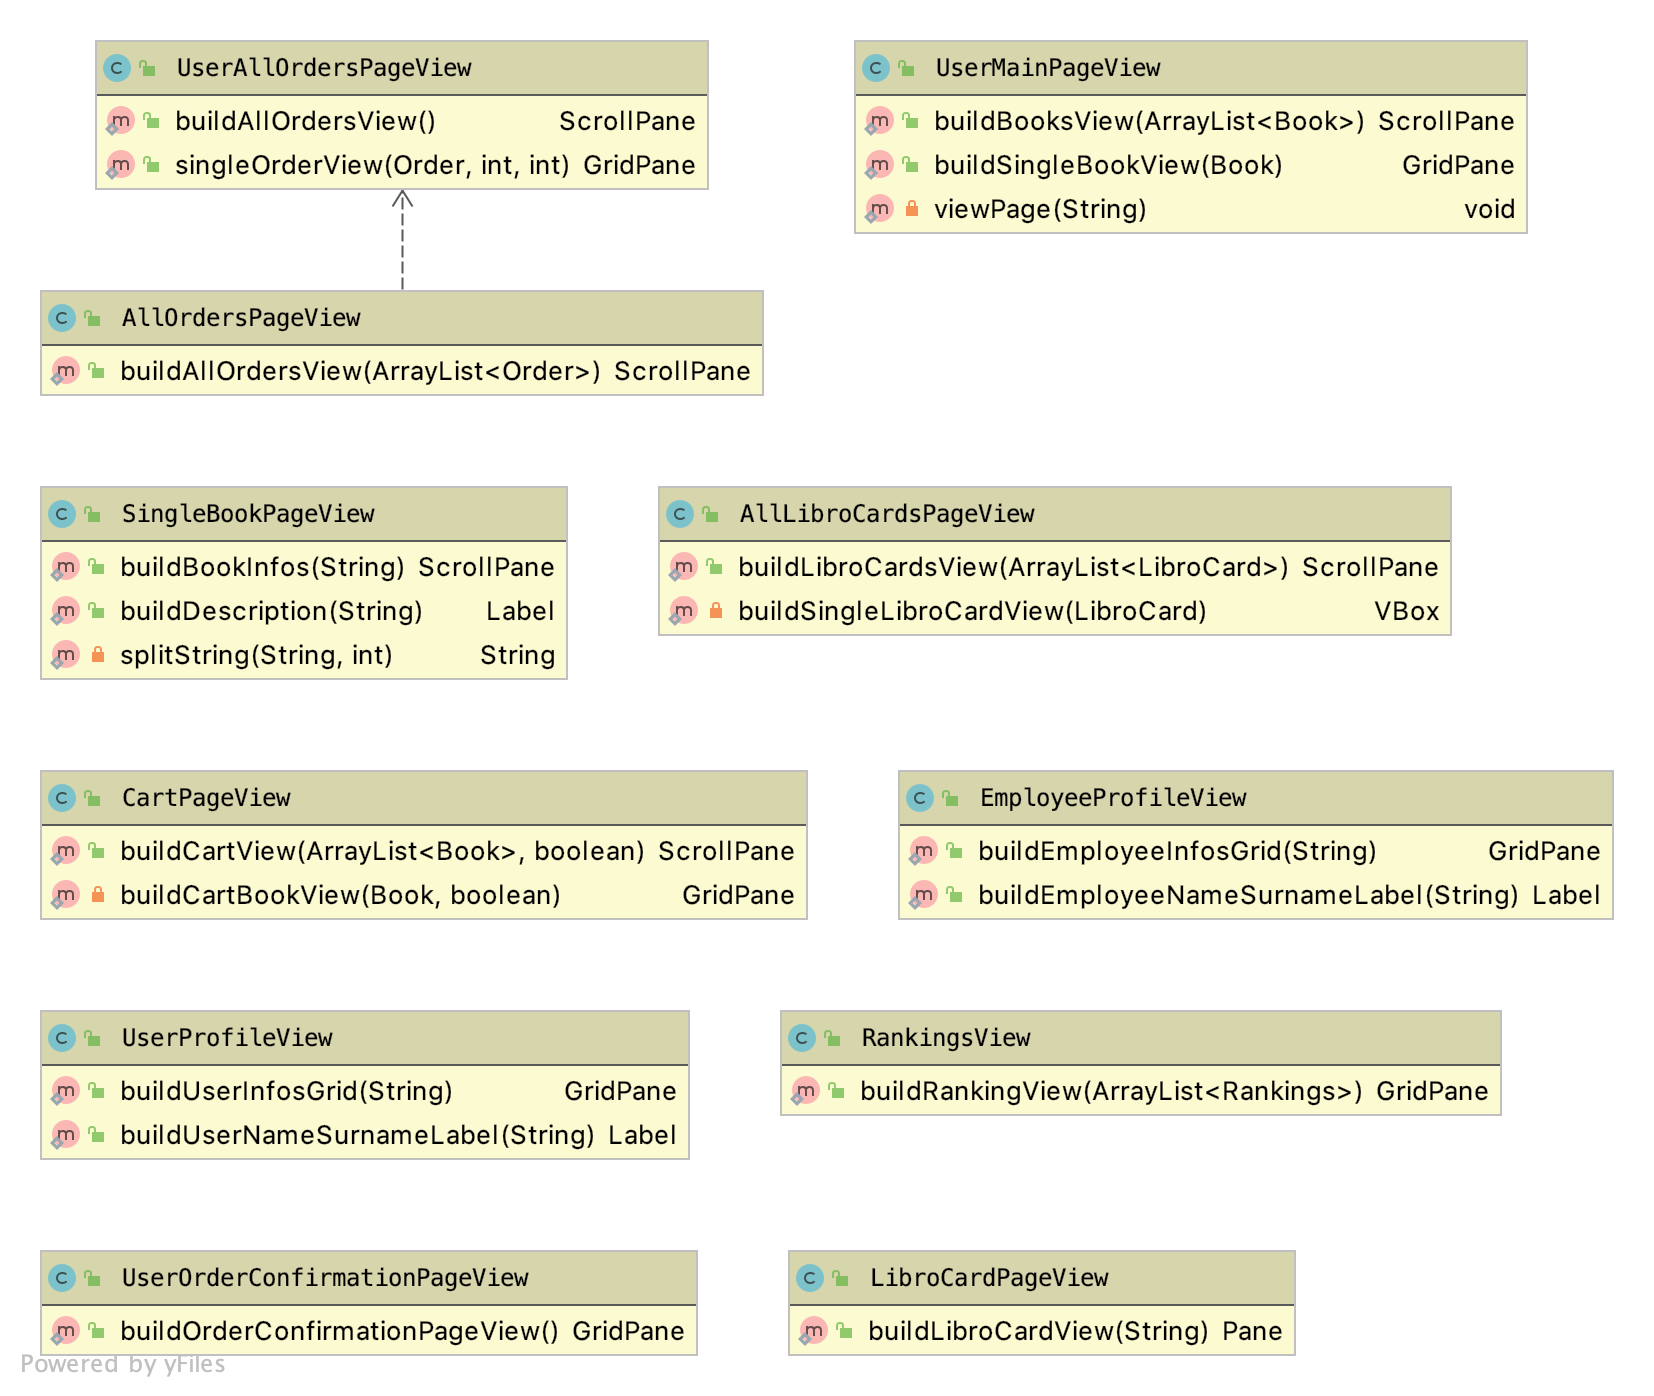 UserAllOrdersPageView
buildAllOrdersView() ScrollPane
singleOrderView(Order, int, int) GridPane
UserMainPageView
buildBooksView(ArrayList<Book>) ScrollPane
buildSingleBookView(Book) GridPane
viewPage(String) void
AllOrdersPageView
buildAllOrdersView(ArrayList<Order>) ScrollPane
SingleBookPageView
buildBookInfos(String) ScrollPane
buildDescription(String) Label
splitString(String, int) String
AllLibroCardsPageView
buildLibroCardsView(ArrayList<LibroCard>) ScrollPane
buildSingleLibroCardView(LibroCard) VBox
CartPageView
buildCartView(ArrayList<Book>, boolean) ScrollPane
buildCartBookView(Book, boolean) GridPane
EmployeeProfileView
buildEmployeeInfosGrid(String) GridPane
buildEmployeeNameSurnameLabel(String) Label
UserProfileView
buildUserInfosGrid(String) GridPane
buildUserNameSurnameLabel(String) Label
RankingsView
buildRankingView(ArrayList<Rankings>) GridPane
UserOrderConfirmationPageView
buildOrderConfirmationPageView() GridPane
LibroCardPageView
buildLibroCardView(String) Pane
Powered by yFiles